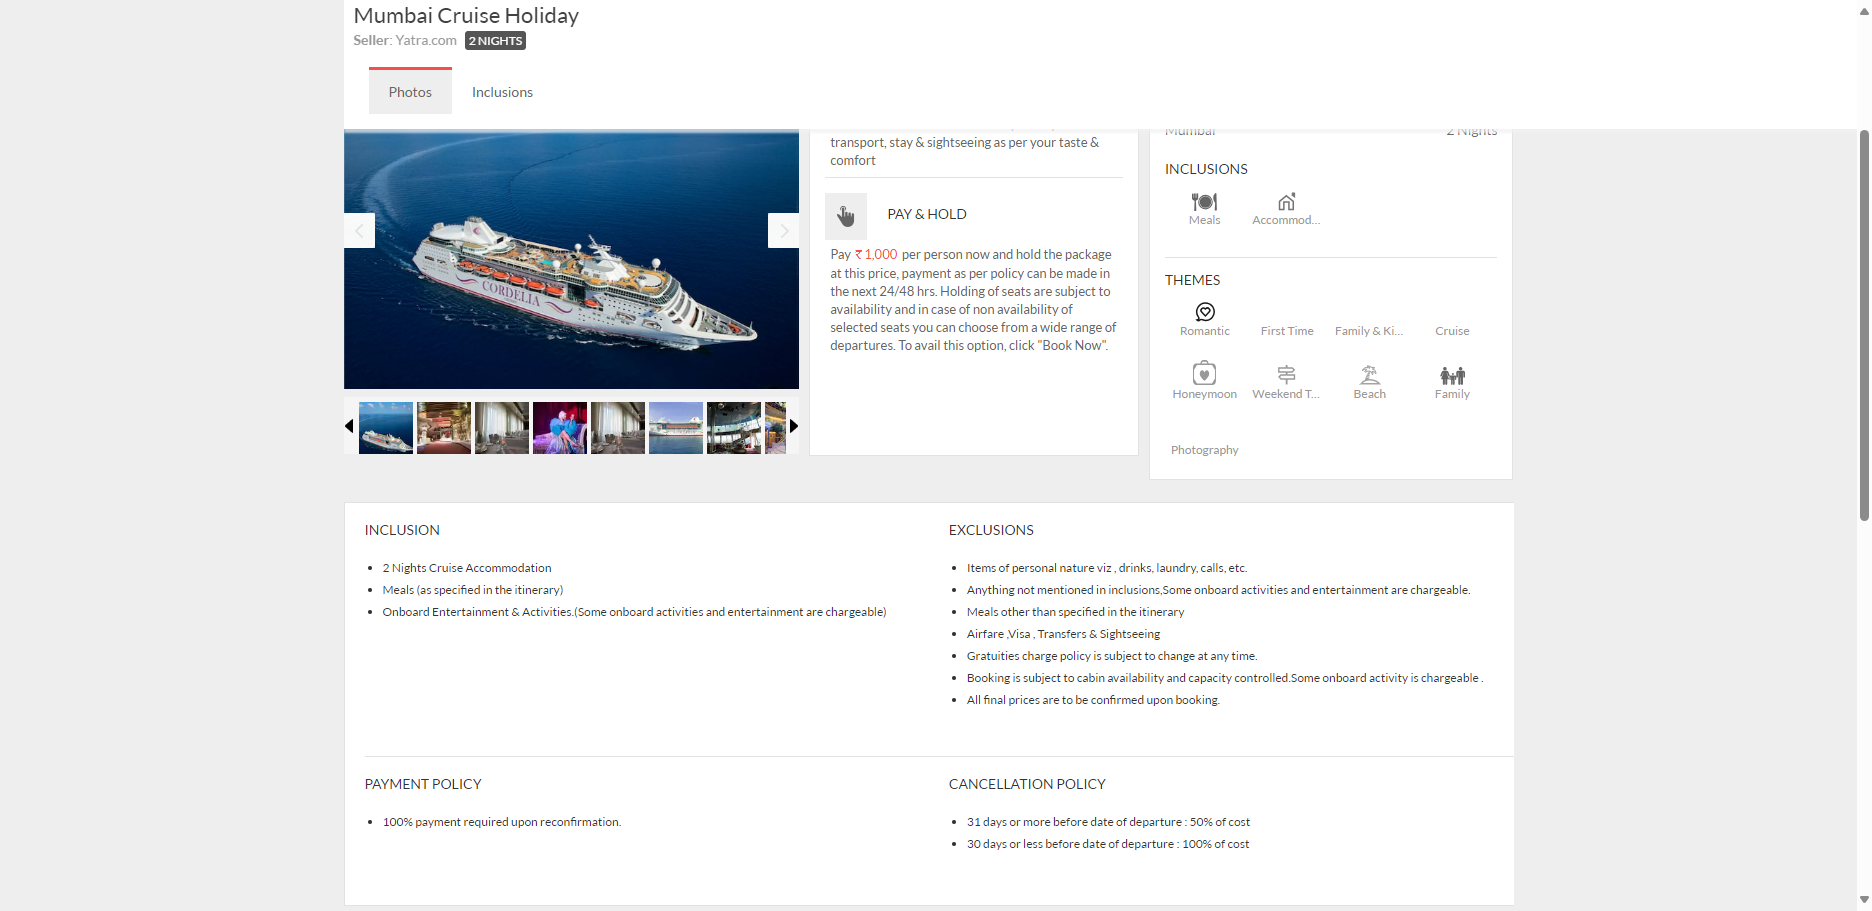 Mumbai Cruise Holiday
Seller: Yatra.com 2 NIGHTS
Photos Inclusions
CORDELIA
transport, stay & sightseeing as per your taste &
comfort
PAY & HOLD
Pay ₹ 1,000 per person now and hold the package
at this price, payment as per policy can be made in
the next 24/48 hrs. Holding of seats are subject to
availability and in case of non availability of
selected seats you can choose from a wide range of
departures. To avail this option, click "Book Now".
Mumbai 2 Nights
INCLUSIONS
Meals Accommod...
THEMES
Romantic First Time Family & Ki... Cruise
Honeymoon Weekend T... Beach Family
Photography
INCLUSION
2 Nights Cruise Accommodation
Meals (as specified in the itinerary)
Onboard Entertainment & Activities.(Some onboard activities and entertainment are chargeable)
EXCLUSIONS
Items of personal nature viz , drinks, laundry, calls, etc.
Anything not mentioned in inclusions,Some onboard activities and entertainment are chargeable.
Meals other than specified in the itinerary
Airfare ,Visa , Transfers & Sightseeing
Gratuities charge policy is subject to change at any time.
Booking is subject to cabin availability and capacity controlled.Some onboard activity is chargeable .
All final prices are to be confirmed upon booking.
PAYMENT POLICY
100% payment required upon reconfirmation.
CANCELLATION POLICY
31 days or more before date of departure : 50% of cost
30 days or less before date of departure : 100% of cost